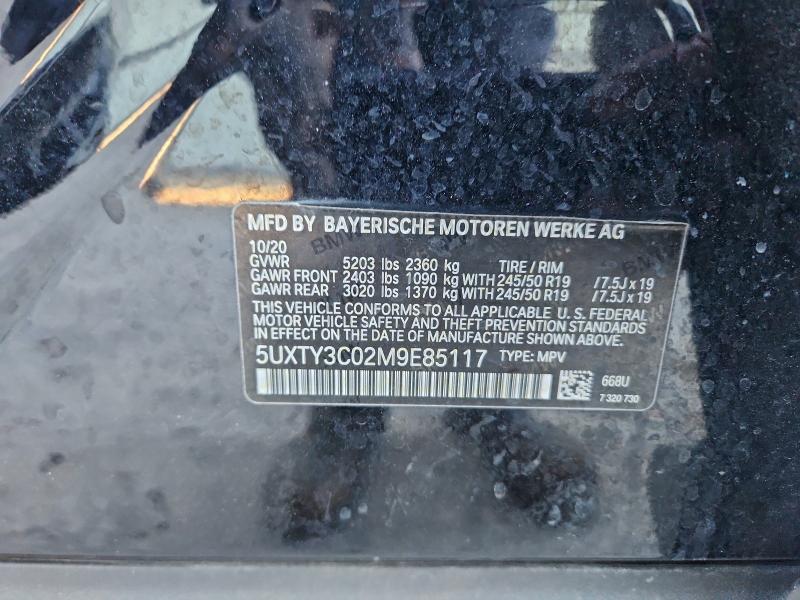 MFD BY BAYERISCHE MOTOREN WERKE AG
10/20
GVWR 5203 lbs 2360 kg TIRE / RIM
GAWR FRONT 2403 lbs 1090 kg WITH 245/50 R19 /7.5J x 19
GAWR REAR 3020 lbs 1370 kg WITH 245/50 R19 /7.5J x 19
THIS VEHICLE CONFORMS TO ALL APPLICABLE U. S. FEDERAL
MOTOR VEHICLE SAFETY AND THEFT PREVENTION STANDARDS
IN EFFECT ON THE DATE OF MANUFACTURE SHOWN ABOVE.
5UXTY3C02M9E85117 TYPE: MPV
668U
7 320 730